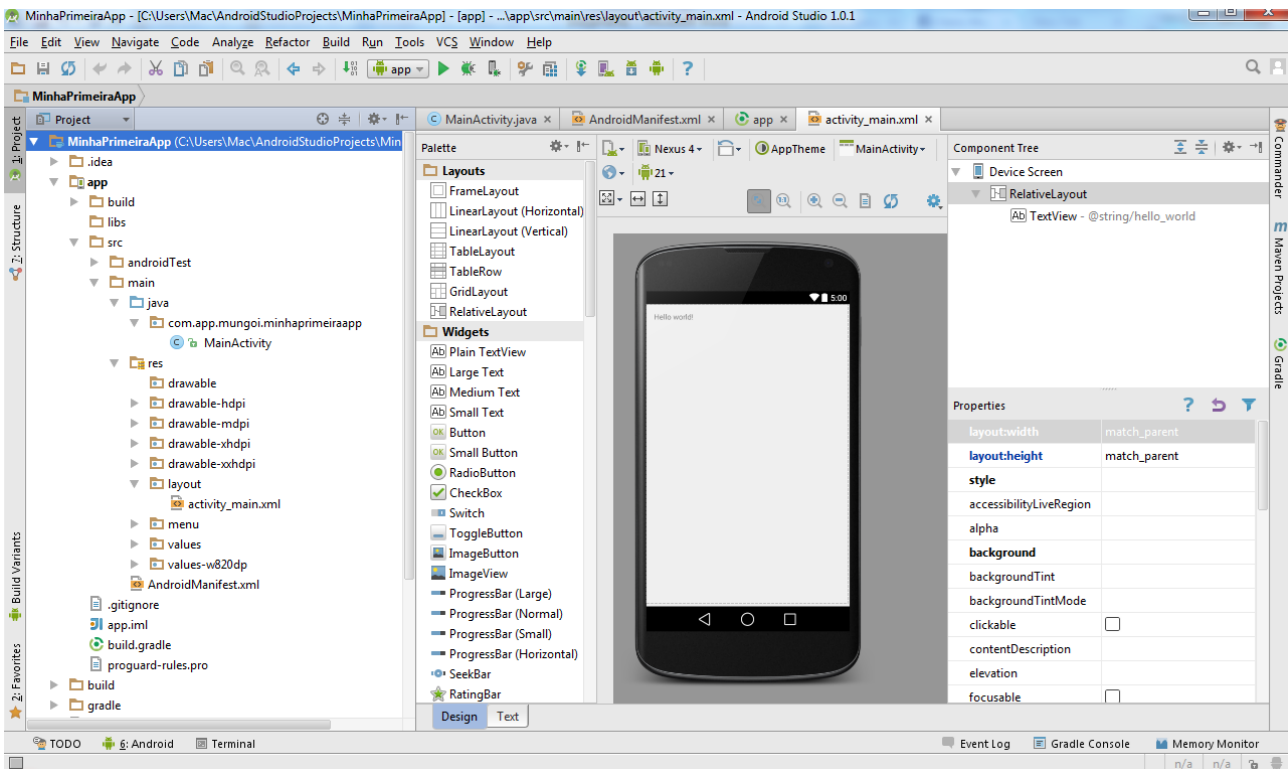 MinhaPrimeiraApp - [C:\Users\Mac\AndroidStudioProjects\MinhaPrimeiraApp] - [app] - ...\app\src\main\res\layout\activity_main.xml - Android Studio 1.0.1
File Edit View Navigate Code Analyze Refactor Build Run Tools VCS Window Help
app
MinhaPrimeiraApp
1: Project
7: Structure
Build Variants
2: Favorites
Project
MinhaPrimeiraApp (C:\Users\Mac\AndroidStudioProjects\Min
.idea
app
build
libs
src
androidTest
main
java
com.app.mungoi.minhaprimeiraapp
MainActivity
res
drawable
drawable-hdpi
drawable-mdpi
drawable-xhdpi
drawable-xxhdpi
layout
activity_main.xml
menu
values
values-w820dp
AndroidManifest.xml
.gitignore
app.iml
build.gradle
proguard-rules.pro
build
gradle
MainActivity.java AndroidManifest.xml app activity_main.xml
Palette
Layouts
FrameLayout
LinearLayout (Horizontal)
LinearLayout (Vertical)
TableLayout
TableRow
GridLayout
RelativeLayout
Widgets
Ab Plain TextView
Ab Large Text
Ab Medium Text
Ab Small Text
OK Button
OK Small Button
RadioButton
CheckBox
Switch
ToggleButton
ImageButton
ImageView
ProgressBar (Large)
ProgressBar (Normal)
ProgressBar (Small)
ProgressBar (Horizontal)
SeekBar
RatingBar
Design Text
Nexus 4 AppTheme MainActivity
21
5:00
Hello world!
Component Tree
Device Screen
RelativeLayout
Ab TextView - @string/hello_world
Properties
layout:width match_parent
layout:height match_parent
style
accessibilityLiveRegion
alpha
background
backgroundTint
backgroundTintMode
clickable
contentDescription
elevation
focusable
Commander
m Maven Projects
Gradle
TODO 6: Android Terminal Event Log Gradle Console Memory Monitor
n/a n/a